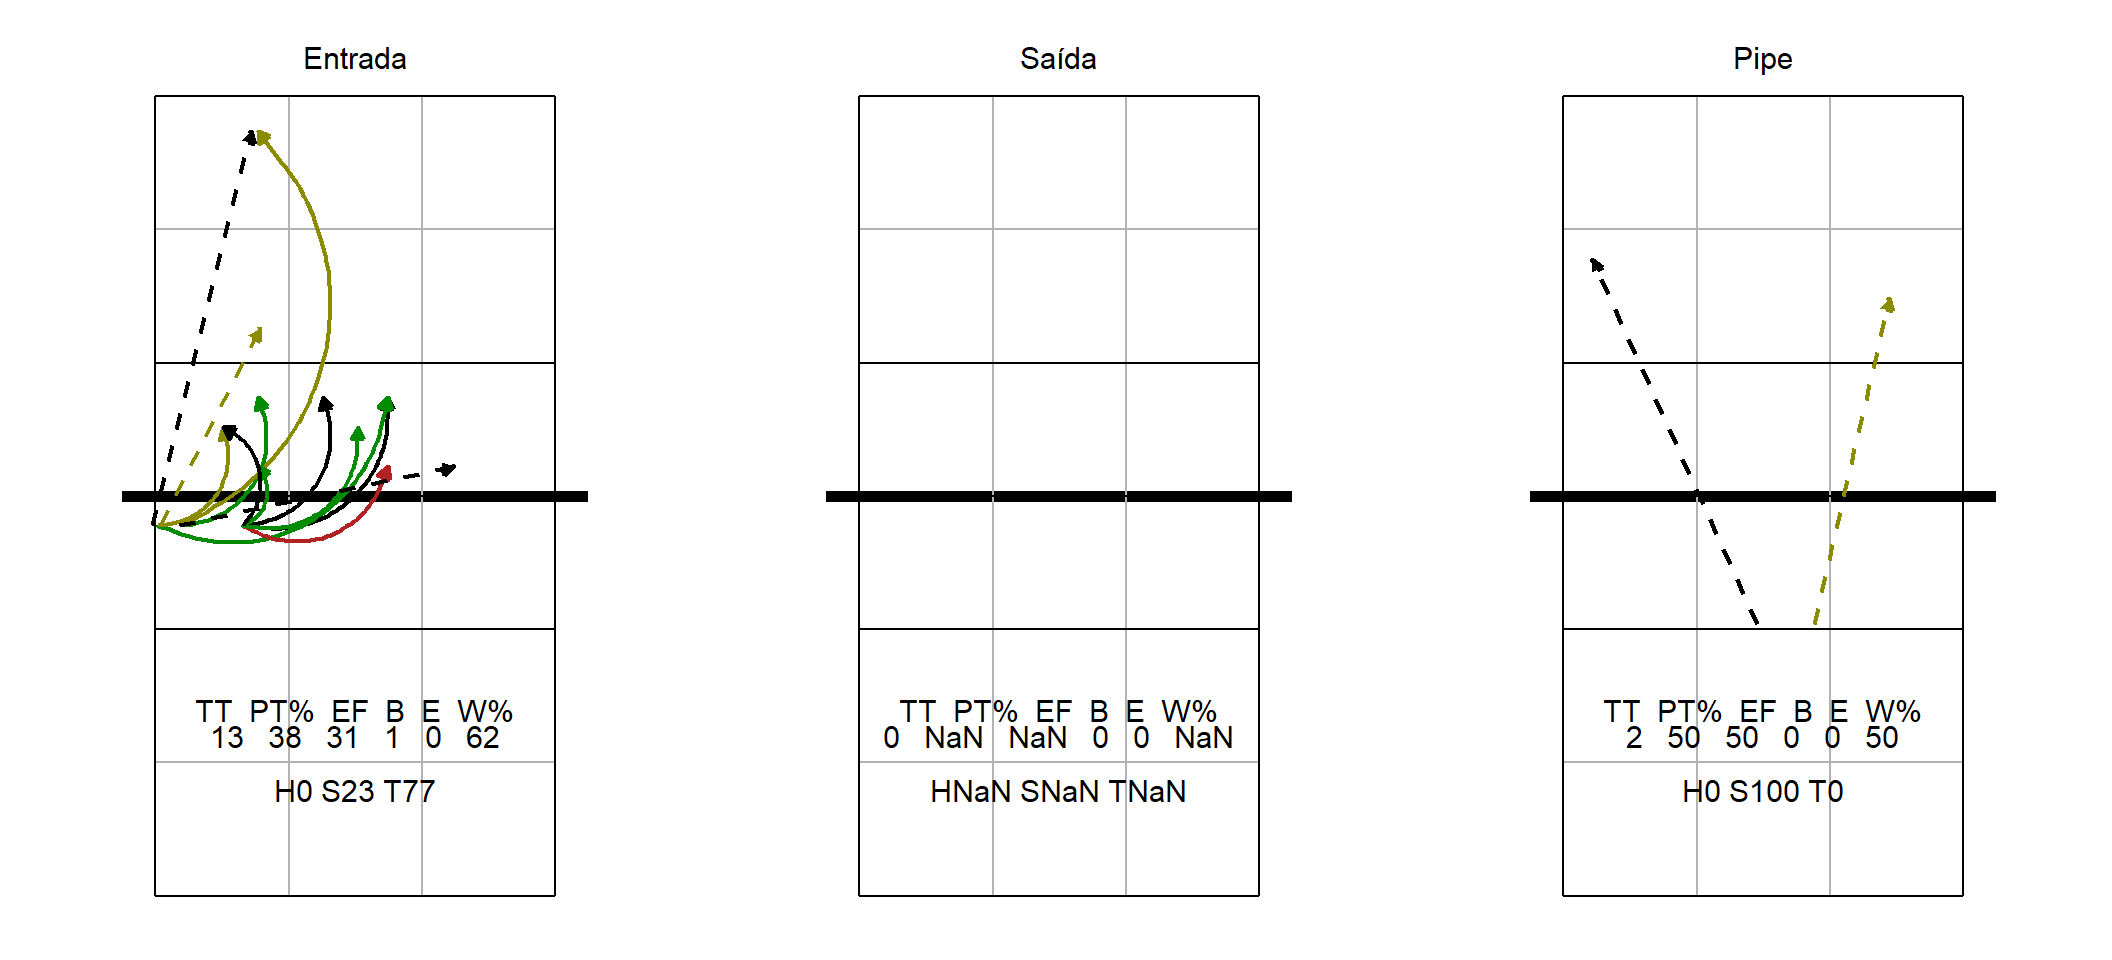 Entrada
TT PT% EF B E W%
13 38 31 1 0 62
H0 S23 T77
Saída
TT PT% EF B E W%
0 NaN NaN 0 0 NaN
HNaN SNaN TNaN
Pipe
TT PT% EF B E W%
2 50 50 0 0 50
H0 S100 T0